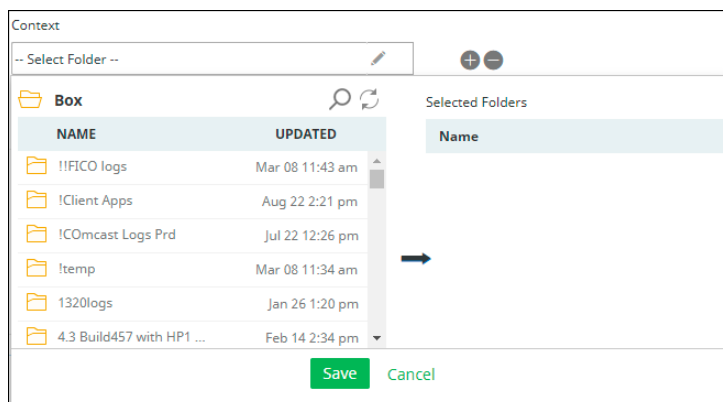 Context
-- Select Folder --
Box
Selected Folders
NAME UPDATED
Name
!!FICO logs Mar 08 11:43 am
!Client Apps Aug 22 2:21 pm
!COmcast Logs Prd Jul 22 12:26 pm
!temp Mar 08 11:34 am
1320logs Jan 26 1:20 pm
4.3 Build457 with HP1 ... Feb 14 2:34 pm
Save Cancel